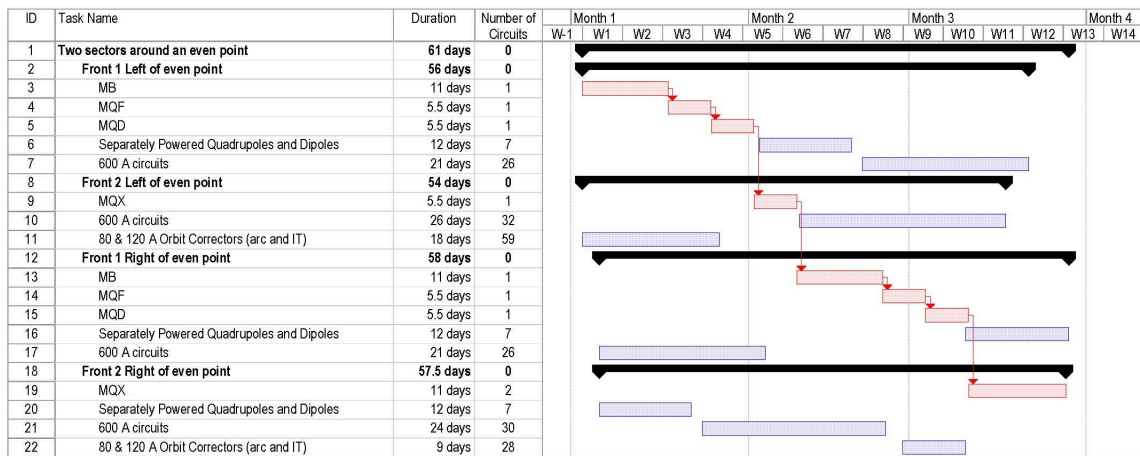 ID Task Name Duration Number of Circuits Month 1 Month 2 Month 3 Month 4
W-1 W1 W2 W3 W4 W5 W6 W7 W8 W9 W10 W11 W12 W13 W14
1 Two sectors around an even point 61 days 0
2 Front 1 Left of even point 56 days 0
3 MB 11 days 1
4 MQF 5.5 days 1
5 MQD 5.5 days 1
6 Separately Powered Quadrupoles and Dipoles 12 days 7
7 600 A circuits 21 days 26
8 Front 2 Left of even point 54 days 0
9 MQX 5.5 days 1
10 600 A circuits 26 days 32
11 80 & 120 A Orbit Correctors (arc and IT) 18 days 59
12 Front 1 Right of even point 58 days 0
13 MB 11 days 1
14 MQF 5.5 days 1
15 MQD 5.5 days 1
16 Separately Powered Quadrupoles and Dipoles 12 days 7
17 600 A circuits 21 days 26
18 Front 2 Right of even point 57.5 days 0
19 MQX 11 days 2
20 Separately Powered Quadrupoles and Dipoles 12 days 7
21 600 A circuits 24 days 30
22 80 & 120 A Orbit Correctors (arc and IT) 9 days 28